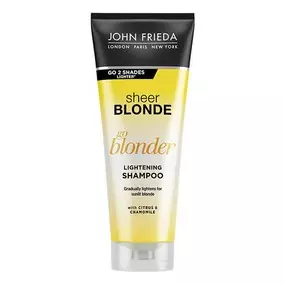 JOHN FRIEDA
LONDON PARIS NEW YORK
GO 2 SHADES
LIGHTER*
sheer
BLONDE
go
blonder
LIGHTENING
SHAMPOO
Gradually lightens for
sunlit blonde
with CITRUS &
CHAMOMILE